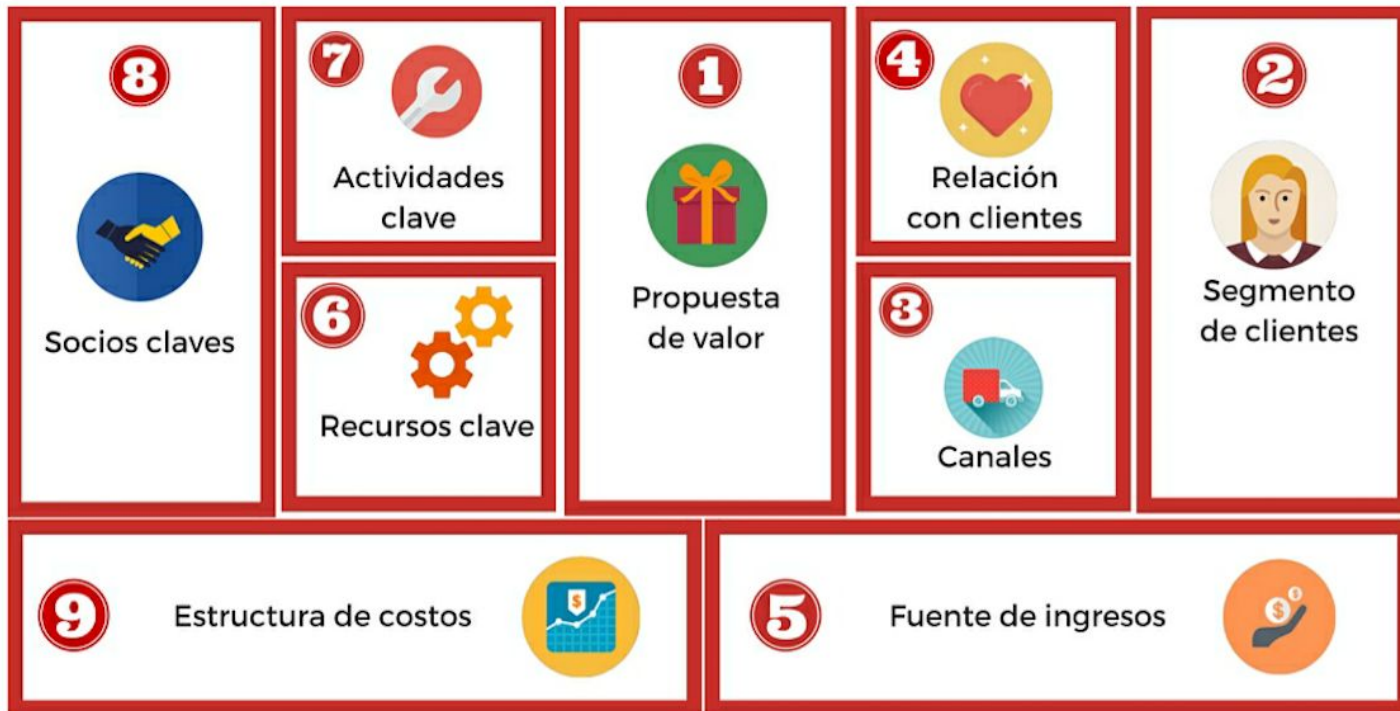 8
Socios claves
7
Actividades
clave
6
Recursos clave
1
Propuesta
de valor
4
Relación
con clientes
3
Canales
2
Segmento
de clientes
9
Estructura de costos
$
5
Fuente de ingresos
$
$